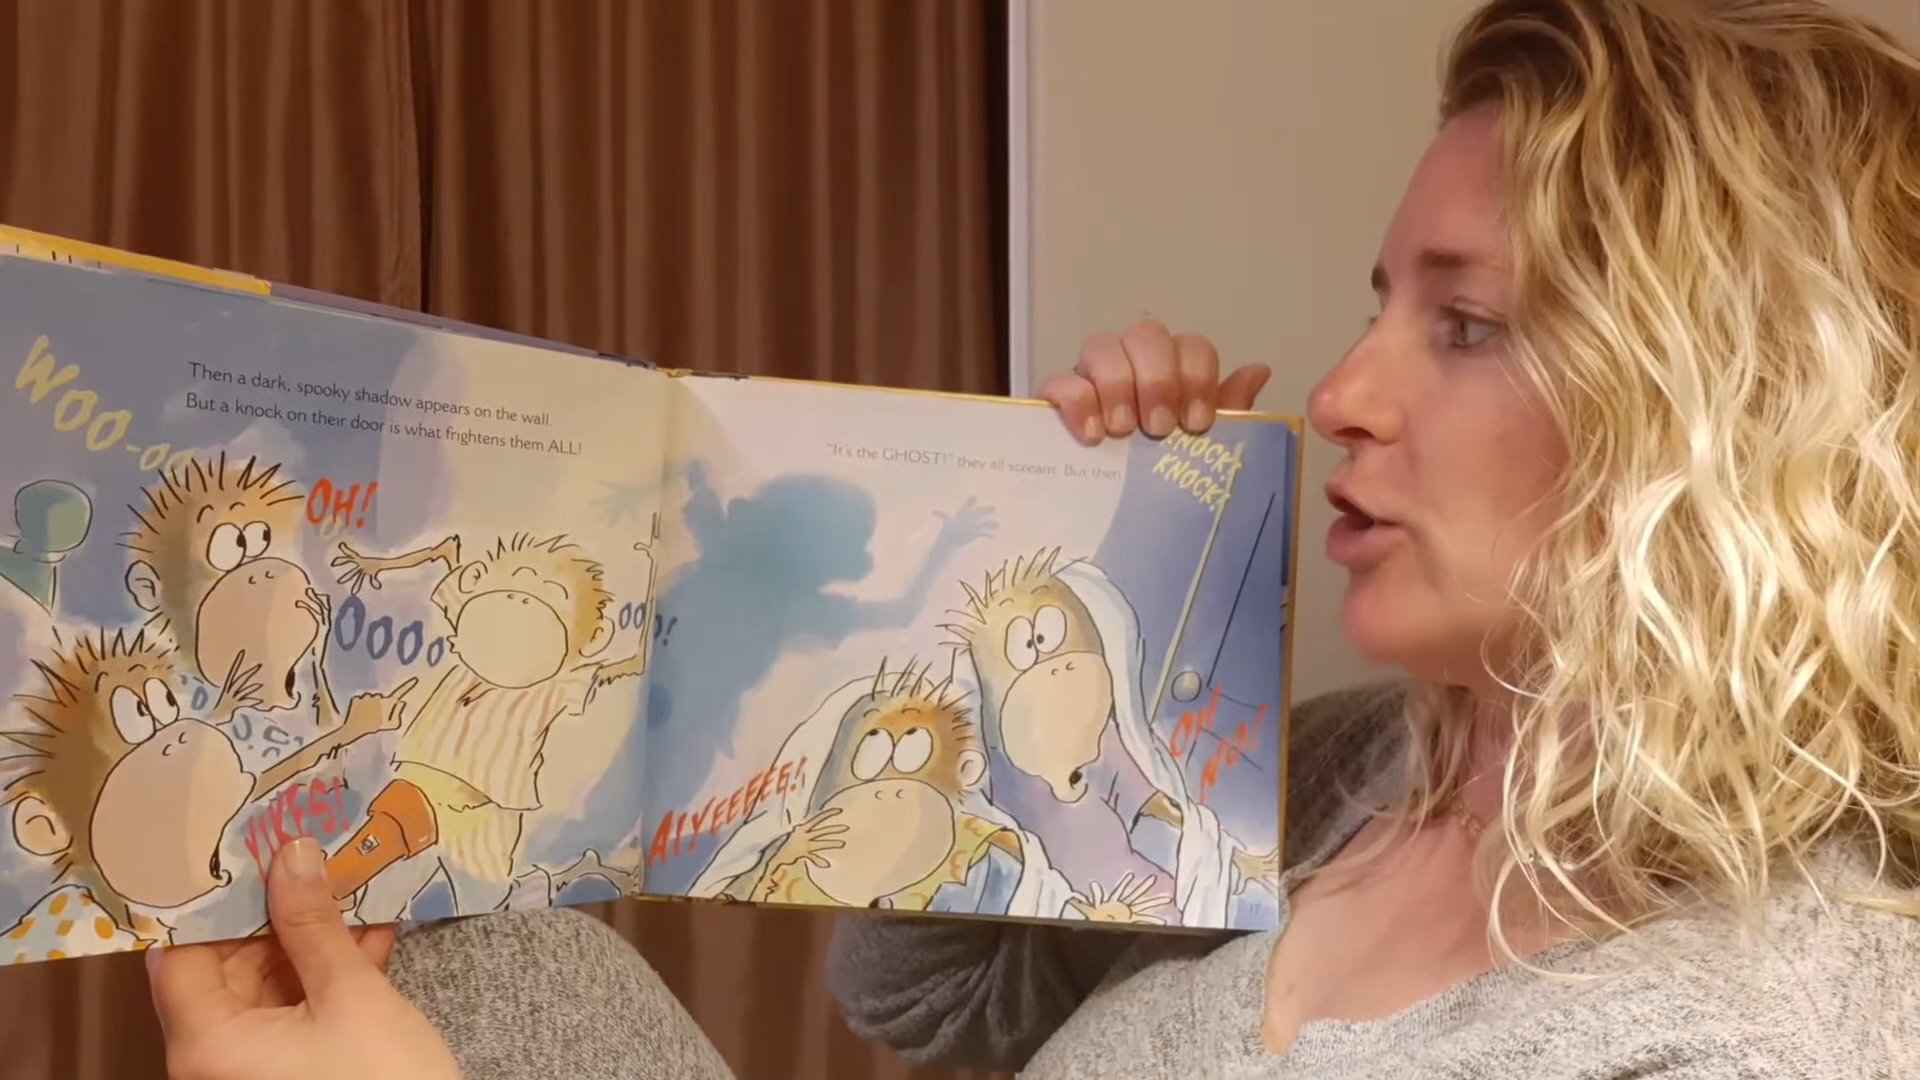 WOO-OO
Then a dark, spooky shadow appears on the wall.
But a knock on their door is what frightens them ALL!
OH!
OOOO
OOO!
YIKES!
"It's the GHOST!" they all scream. But then
KNOCK!
KNOCK!
AIYEEEEE!!
OH
NO!
17